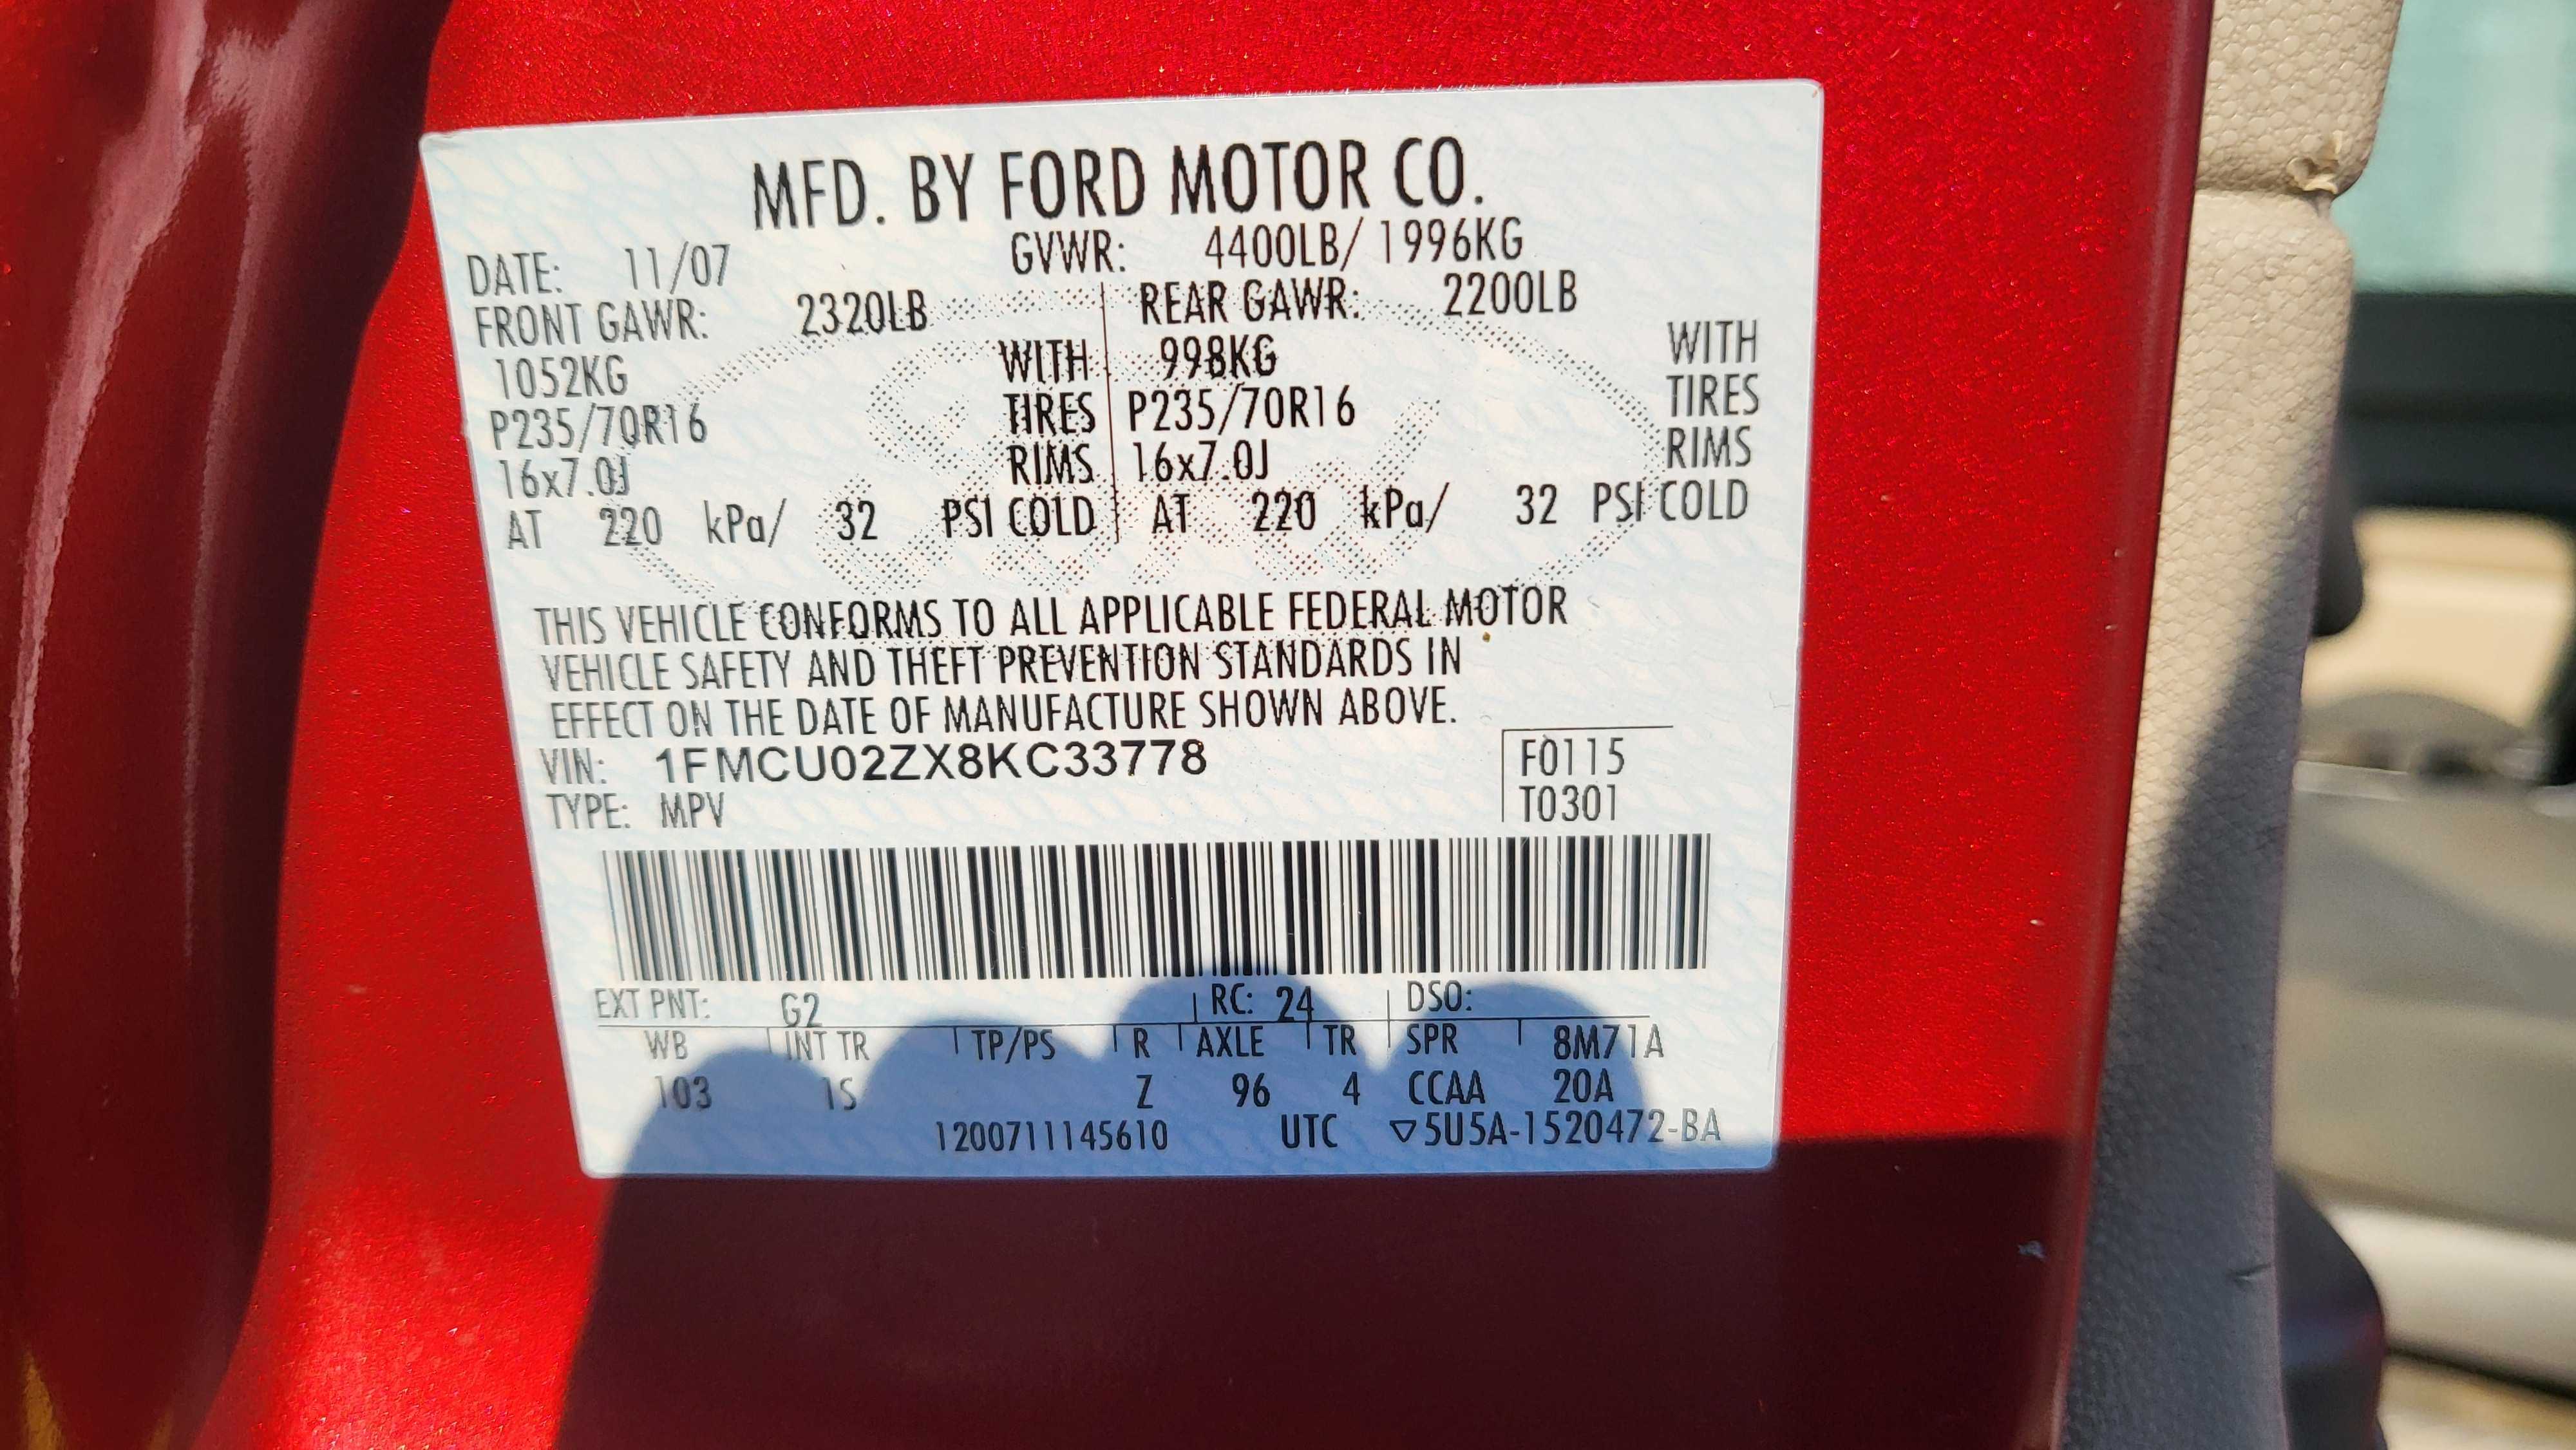 MFD. BY FORD MOTOR CO.
DATE: 11/07 GVWR: 4400LB/ 1996KG
FRONT GAWR: 2320LB REAR GAWR: 2200LB
1052KG WITH 998KG WITH
P235/70R16 TIRES P235/70R16 TIRES
16x7.0J RIMS 16x7.0J RIMS
AT 220 kPa/ 32 PSI COLD AT 220 kPa/ 32 PSI COLD
THIS VEHICLE CONFORMS TO ALL APPLICABLE FEDERAL MOTOR
VEHICLE SAFETY AND THEFT PREVENTION STANDARDS IN
EFFECT ON THE DATE OF MANUFACTURE SHOWN ABOVE.
VIN: 1FMCU02ZX8KC33778 F0115
TYPE: MPV T0301
EXT PNT: G2 RC: 24 DSO:
WB INT TR TP/PS R AXLE TR SPR 8M71A
103 1S Z 96 4 CCAA 20A
1200711145610 UTC ▽5U5A-1520472-BA